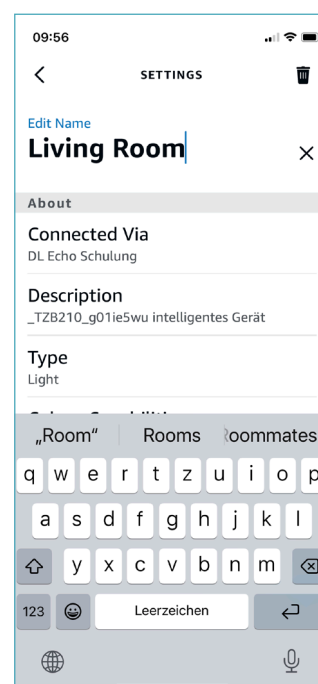 09:56
SETTINGS
Edit Name
Living Room
About
Connected Via
DL Echo Schulung
Description
_TZB210_g01ie5wu intelligentes Gerät
Type
Light
„Room“ Rooms Roommates
q w e r t z u i o p
a s d f g h j k l
y x c v b n m
123 Leerzeichen